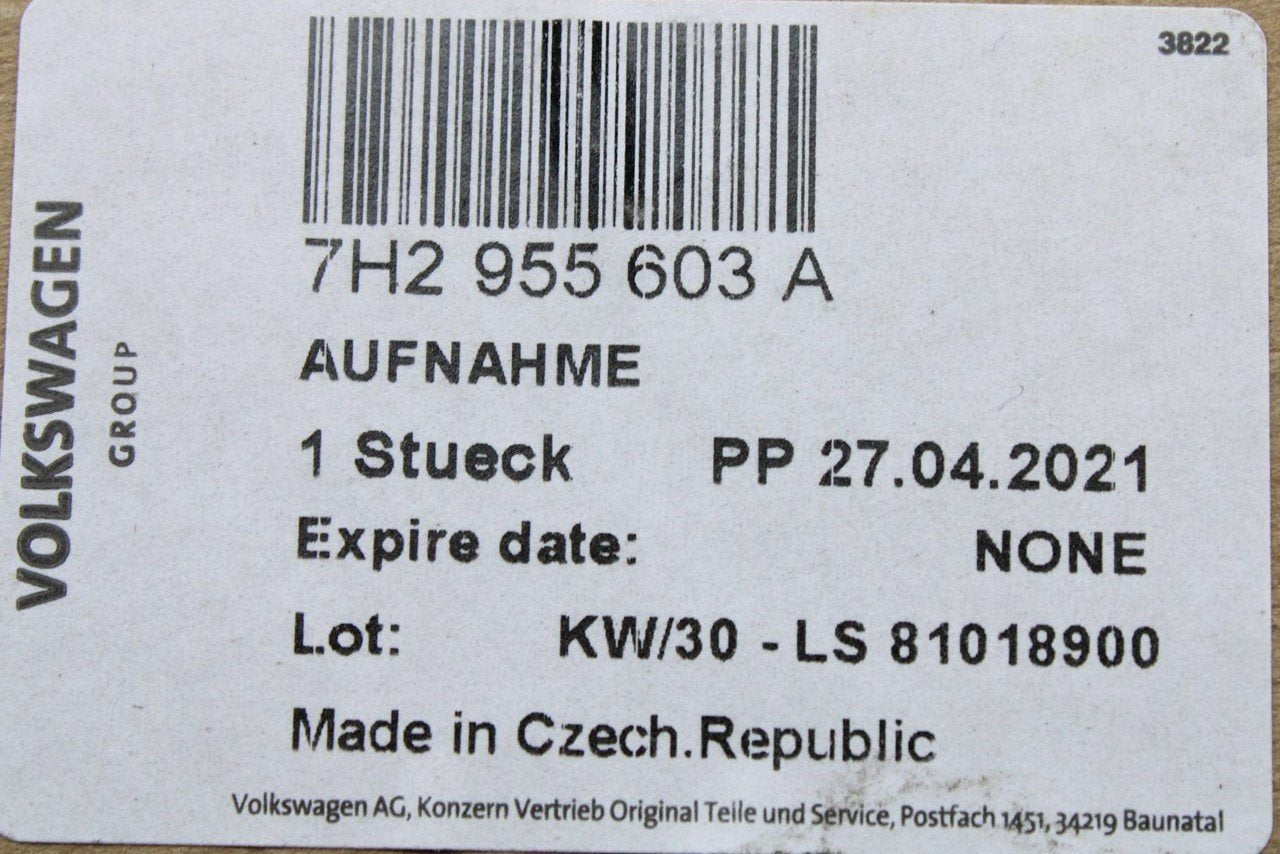 3822
7H2 955 603 A
AUFNAHME
1 Stueck PP 27.04.2021
Expire date: NONE
Lot: KW/30 - LS 81018900
Made in Czech.Republic
Volkswagen AG, Konzern Vertrieb Original Teile und Service, Postfach 1451, 34219 Baunatal
VOLKSWAGEN
GROUP